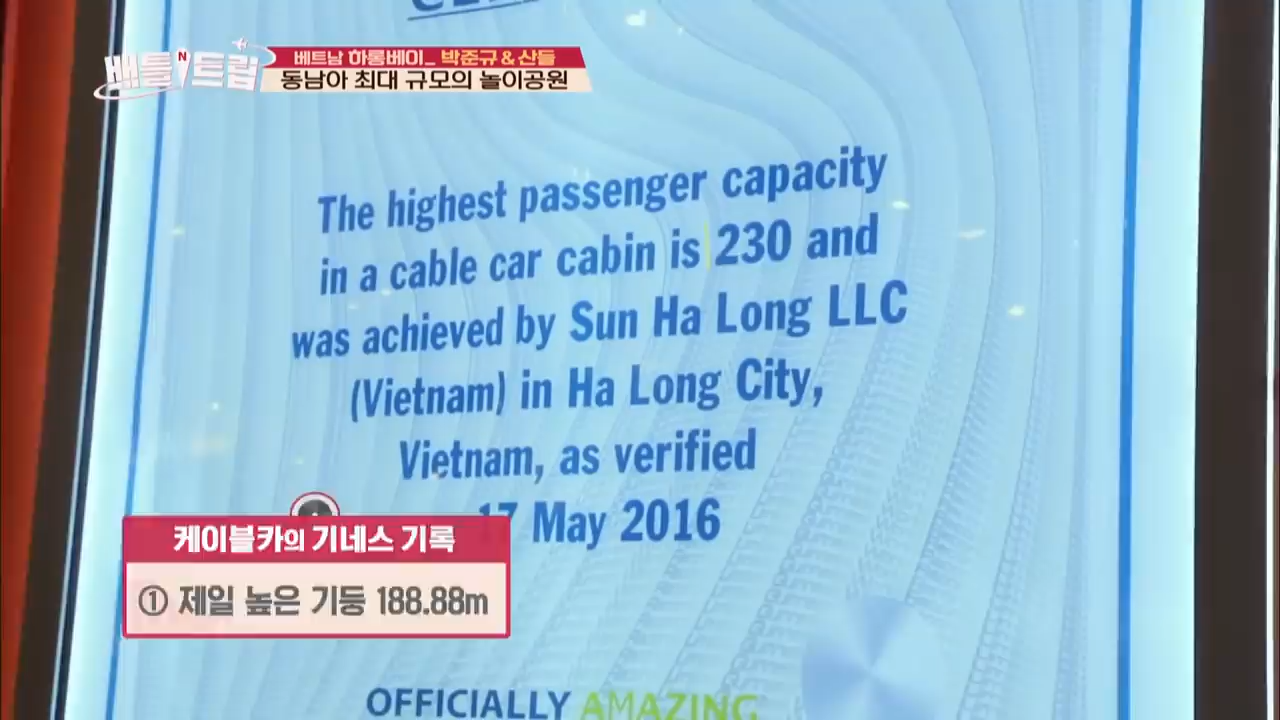 배틀N트립
베트남 하롱베이_ 박준규 & 산들
동남아 최대 규모의 놀이공원
The highest passenger capacity
in a cable car cabin is 230 and
was achieved by Sun Ha Long LLC
(Vietnam) in Ha Long City,
Vietnam, as verified
17 May 2016
케이블카의 기네스 기록
① 제일 높은 기둥 188.88m
OFFICIALLY AMAZING